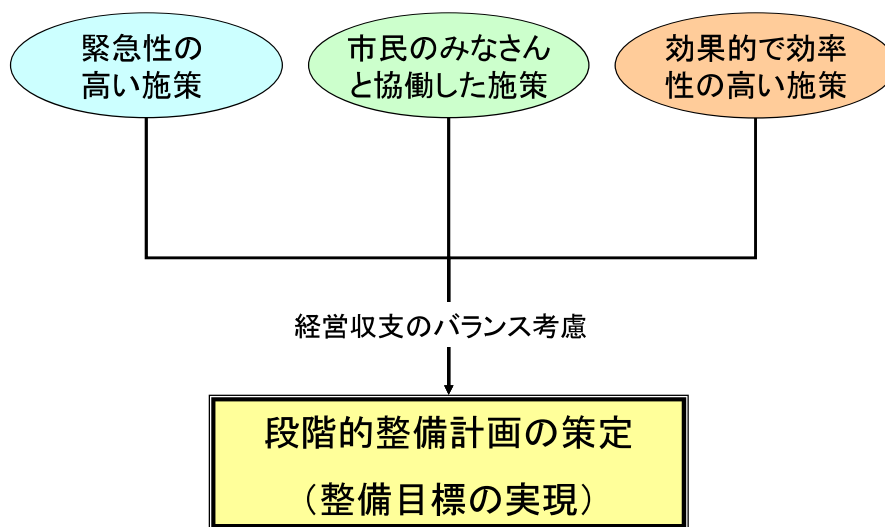 緊急性の
高い施策
市民のみなさん
と協働した施策
効果的で効率
性の高い施策
経営収支のバランス考慮
段階的整備計画の策定
（整備目標の実現）